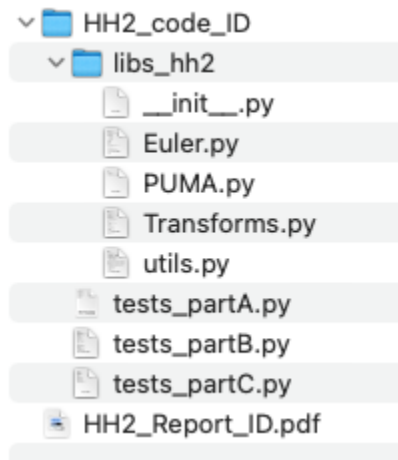 HH2_code_ID
libs_hh2
__init__.py
Euler.py
PUMA.py
Transforms.py
utils.py
tests_partA.py
tests_partB.py
tests_partC.py
HH2_Report_ID.pdf